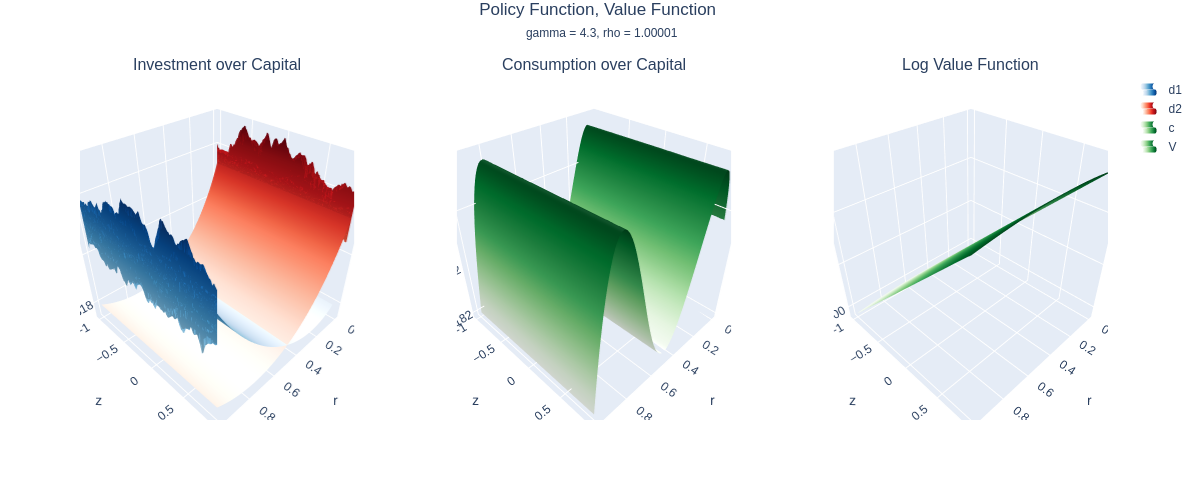 Policy Function, Value Function
gamma = 4.3, rho = 1.00001
Investment over Capital
Consumption over Capital
Log Value Function
d1
d2
c
V
−1
−0.5
0
0.5
z
0
0.2
0.4
0.6
0.8
r
−1
−0.5
0
0.5
z
0
0.2
0.4
0.6
0.8
r
−1
−0.5
0
0.5
z
0
0.2
0.4
0.6
0.8
r